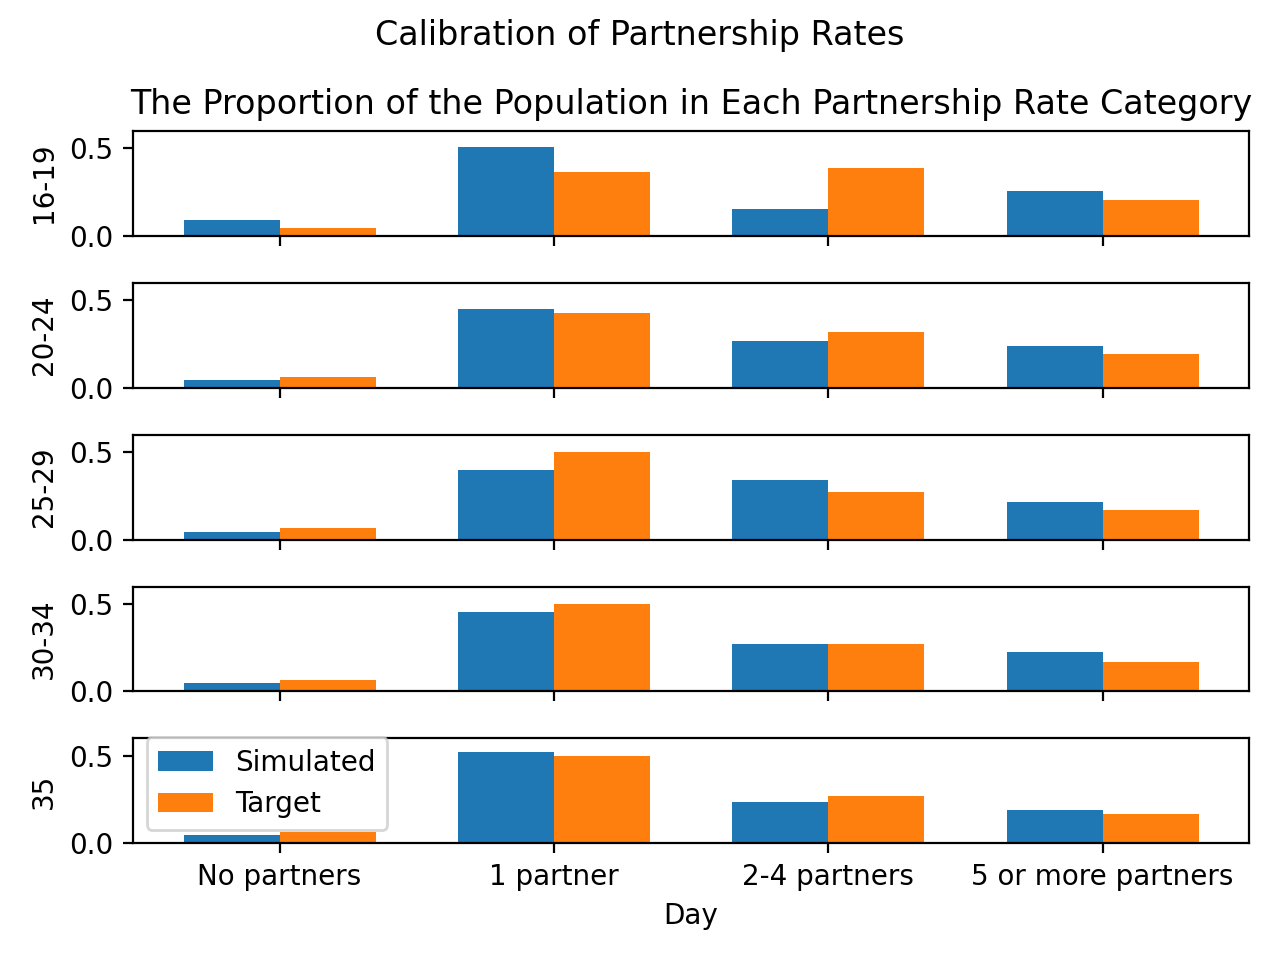 Calibration of Partnership Rates
The Proportion of the Population in Each Partnership Rate Category
16-19
0.5
0.0
20-24
0.5
0.0
25-29
0.5
0.0
30-34
0.5
0.0
35
0.5
0.0
Simulated
Target
No partners
1 partner
2-4 partners
5 or more partners
Day